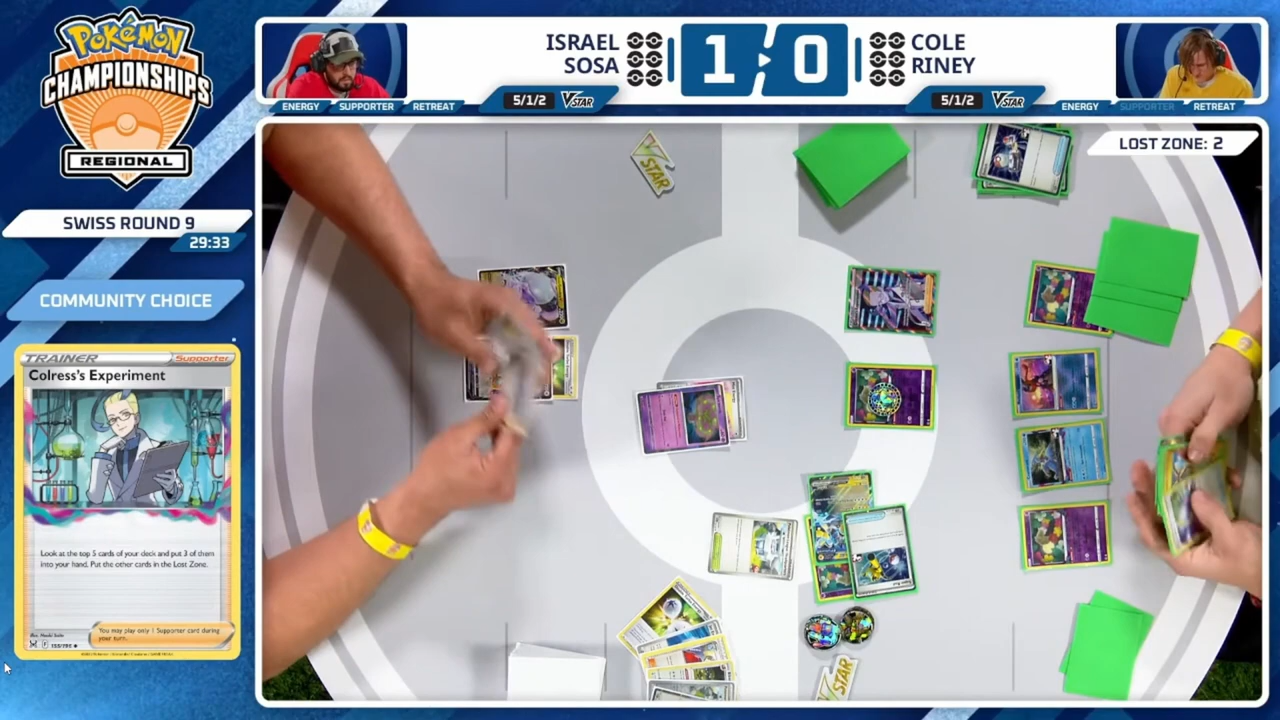 Pokémon
CHAMPIONSHIPS
REGIONAL
SWISS ROUND 9
29:33
COMMUNITY CHOICE
TRAINER Supporter
Colress's Experiment
Look at the top 5 cards of your deck and put 3 of them
into your hand. Put the other cards in the Lost Zone.
You may play only 1 Supporter card during
your turn.
ISRAEL
SOSA
1 0
COLE
RINEY
ENERGY SUPPORTER RETREAT
5/1/2 VSTAR
5/1/2 VSTAR
ENERGY SUPPORTER RETREAT
LOST ZONE: 2
VSTAR
VSTAR